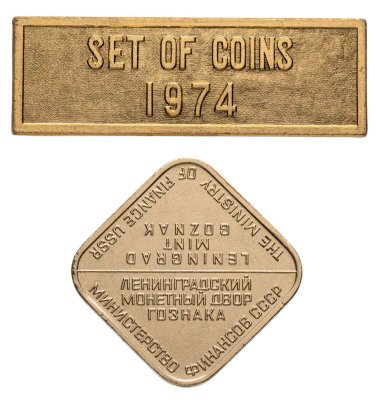 SET OF COINS
1974
LENINGRAD
MINT
GOZNAK
THE MINISTRY OF FINANCE USSR
ЛЕНИНГРАДСКИЙ
МОНЕТНЫЙ ДВОР
ГОЗНАКА
МИНИСТЕРСТВО ФИНАНСОВ СССР